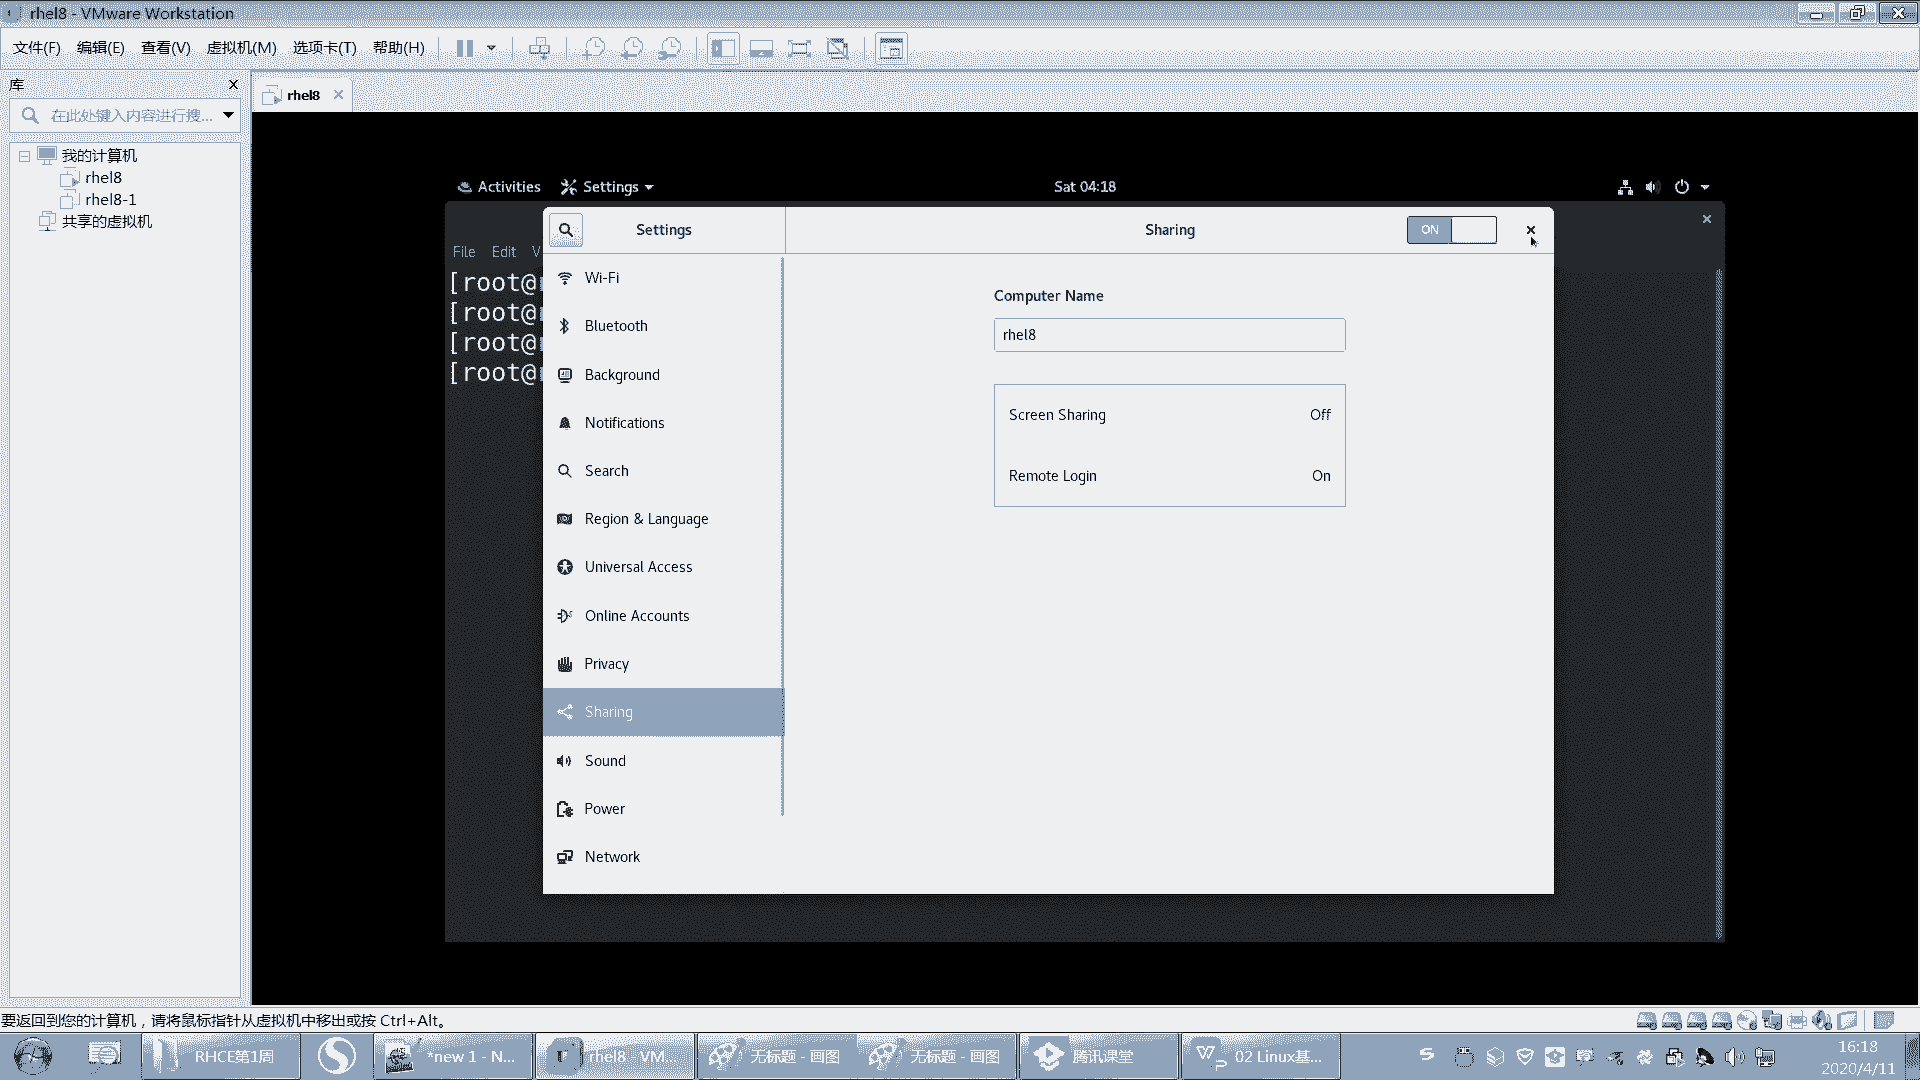 rhel8 - VMware Workstation
文件(F) 编辑(E) 查看(V) 虚拟机(M) 选项卡(T) 帮助(H)
库
在此处键入内容进行搜...
我的计算机
rhel8
rhel8-1
共享的虚拟机
rhel8
Activities Settings Sat 04:18
Settings Sharing ON
File Edit V
[root@
[root@
[root@
[root@
Wi-Fi
Bluetooth
Background
Notifications
Search
Region & Language
Universal Access
Online Accounts
Privacy
Sharing
Sound
Power
Network
Computer Name
rhel8
Screen Sharing Off
Remote Login On
要返回到您的计算机，请将鼠标指针从虚拟机中移出或按 Ctrl+Alt。
RHCE第1周 *new 1 - N... rhel8 - VM... 无标题 - 画图 无标题 - 画图 腾讯课堂 02 Linux基...
16:18
2020/4/11